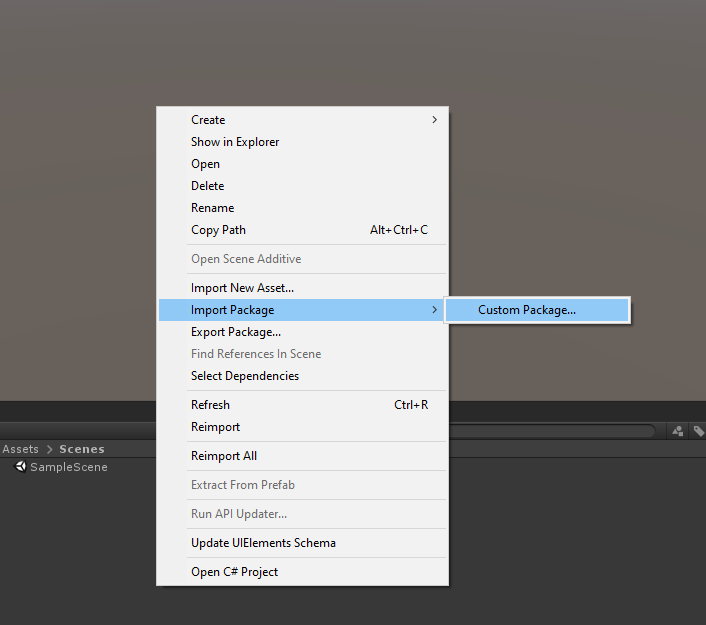 Create
Show in Explorer
Open
Delete
Rename
Copy Path Alt+Ctrl+C
Open Scene Additive
Import New Asset...
Import Package Custom Package...
Export Package...
Find References In Scene
Select Dependencies
Refresh Ctrl+R
Reimport
Reimport All
Extract From Prefab
Run API Updater...
Update UIElements Schema
Open C# Project
Assets > Scenes
SampleScene